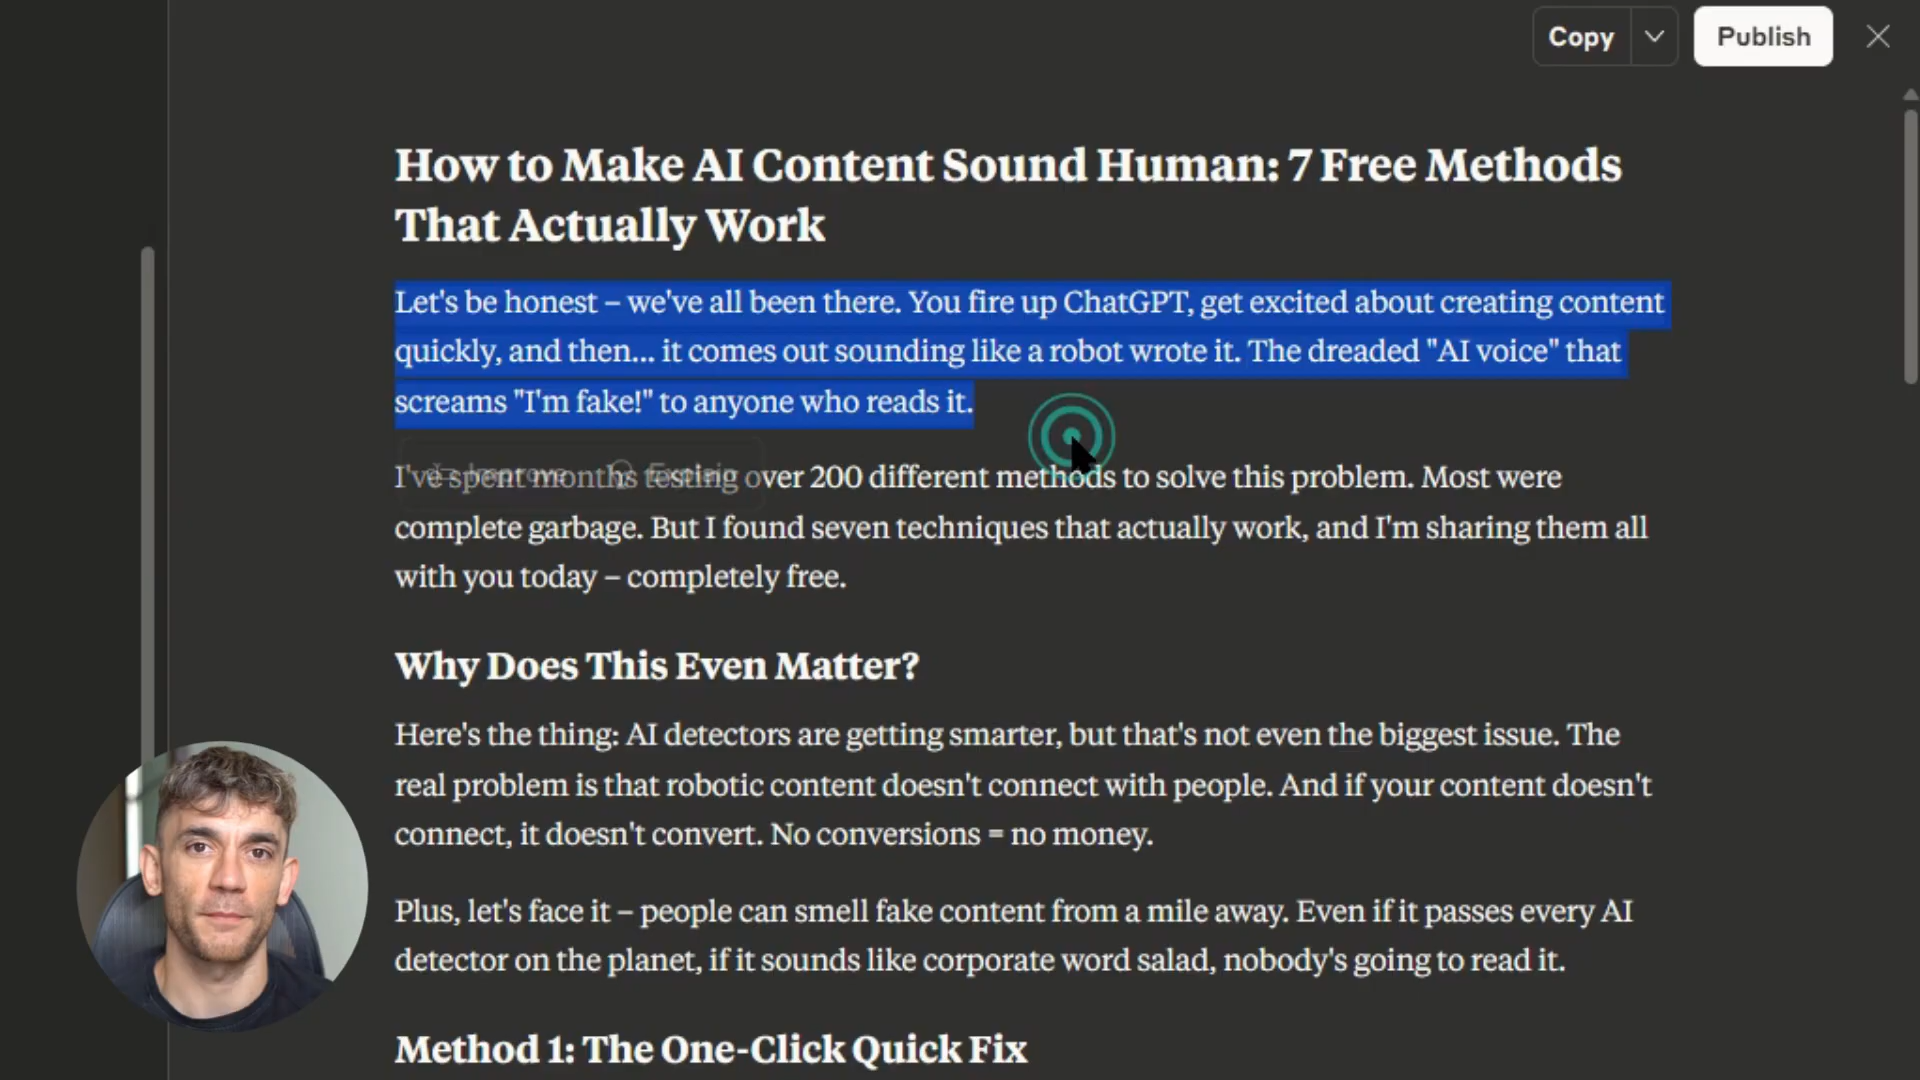 Copy
Publish
How to Make AI Content Sound Human: 7 Free Methods
That Actually Work
Let's be honest – we've all been there. You fire up ChatGPT, get excited about creating content
quickly, and then... it comes out sounding like a robot wrote it. The dreaded "AI voice" that
screams "I'm fake!" to anyone who reads it.
Improve Explain
I've spent months testing over 200 different methods to solve this problem. Most were
complete garbage. But I found seven techniques that actually work, and I'm sharing them all
with you today – completely free.
Why Does This Even Matter?
Here's the thing: AI detectors are getting smarter, but that's not even the biggest issue. The
real problem is that robotic content doesn't connect with people. And if your content doesn't
connect, it doesn't convert. No conversions = no money.
Plus, let's face it – people can smell fake content from a mile away. Even if it passes every AI
detector on the planet, if it sounds like corporate word salad, nobody's going to read it.
Method 1: The One-Click Quick Fix